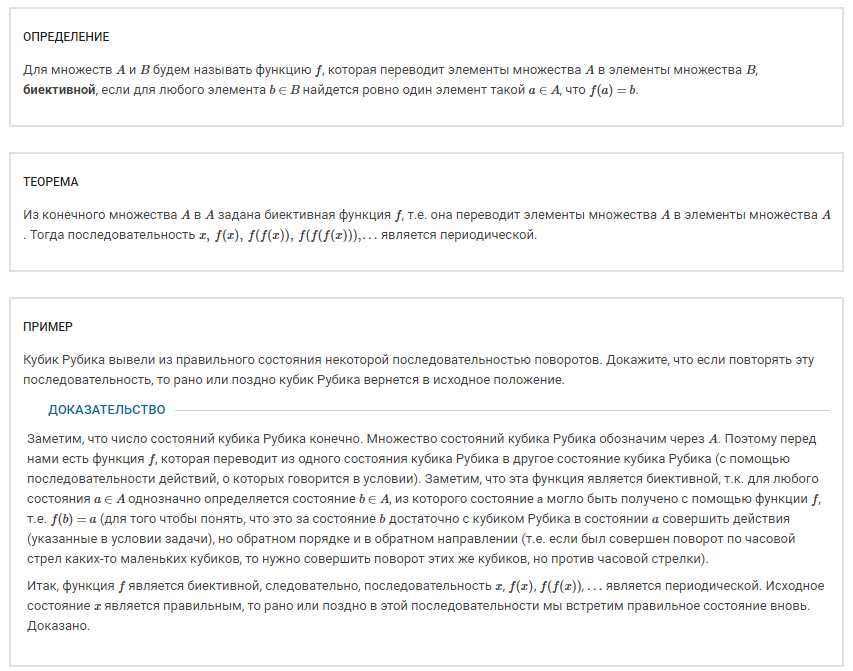 ОПРЕДЕЛЕНИЕ
Для множеств A и B будем называть функцию f, которая переводит элементы множества A в элементы множества B,
биективной, если для любого элемента b ∈ B найдется ровно один элемент такой a ∈ A, что f(a) = b.
ТЕОРЕМА
Из конечного множества A в A задана биективная функция f, т.е. она переводит элементы множества A в элементы множества A
. Тогда последовательность x, f(x), f(f(x)), f(f(f(x))),... является периодической.
ПРИМЕР
Кубик Рубика вывели из правильного состояния некоторой последовательностью поворотов. Докажите, что если повторять эту
последовательность, то рано или поздно кубик Рубика вернется в исходное положение.
ДОКАЗАТЕЛЬСТВО
Заметим, что число состояний кубика Рубика конечно. Множество состояний кубика Рубика обозначим через A. Поэтому перед
нами есть функция f, которая переводит из одного состояния кубика Рубика в другое состояние кубика Рубика (с помощью
последовательности действий, о которых говорится в условии). Заметим, что эта функция является биективной, т.к. для любого
состояния a ∈ A однозначно определяется состояние b ∈ A, из которого состояние a могло быть получено с помощью функции f,
т.е. f(b) = a (для того чтобы понять, что это за состояние b достаточно с кубиком Рубика в состоянии a совершить действия
(указанные в условии задачи), но обратном порядке и в обратном направлении (т.е. если был совершен поворот по часовой
стрел каких-то маленьких кубиков, то нужно совершить поворот этих же кубиков, но против часовой стрелки).
Итак, функция f является биективной, следовательно, последовательность x, f(x), f(f(x)), ... является периодической. Исходное
состояние x является правильным, то рано или поздно в этой последовательности мы встретим правильное состояние вновь.
Доказано.